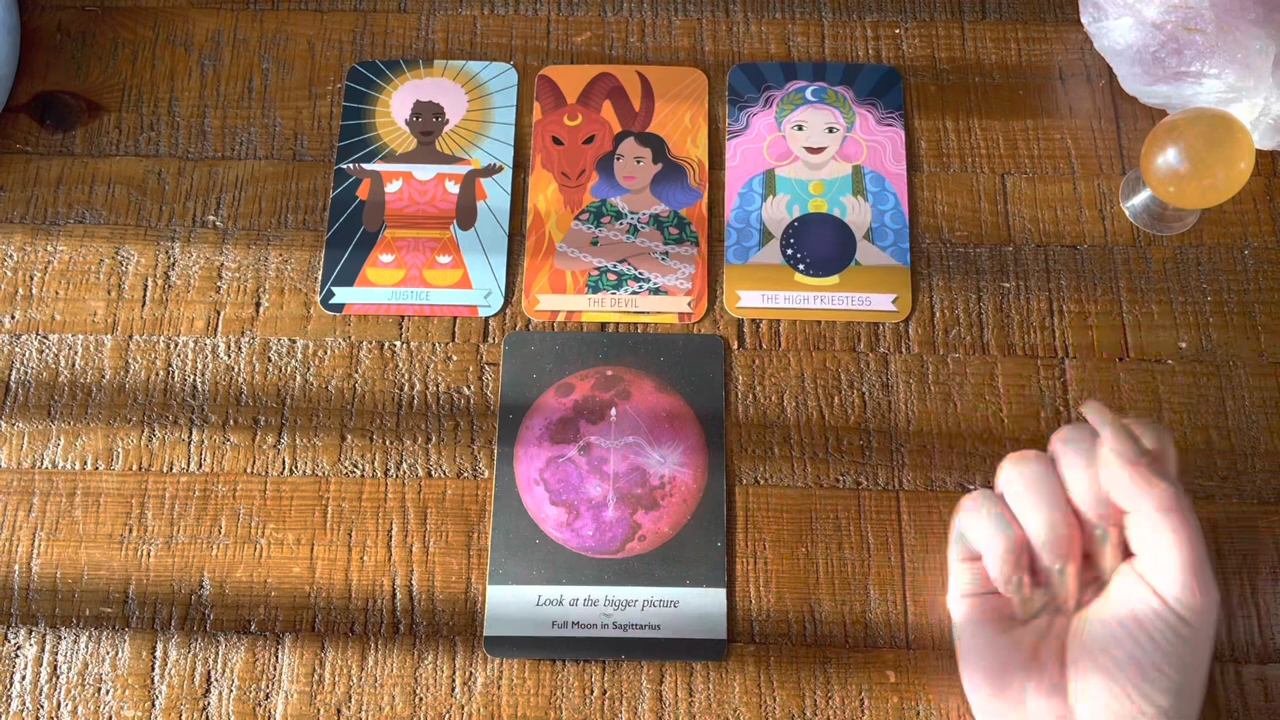 JUSTICE
THE DEVIL
THE HIGH PRIESTESS
Look at the bigger picture
Full Moon in Sagittarius